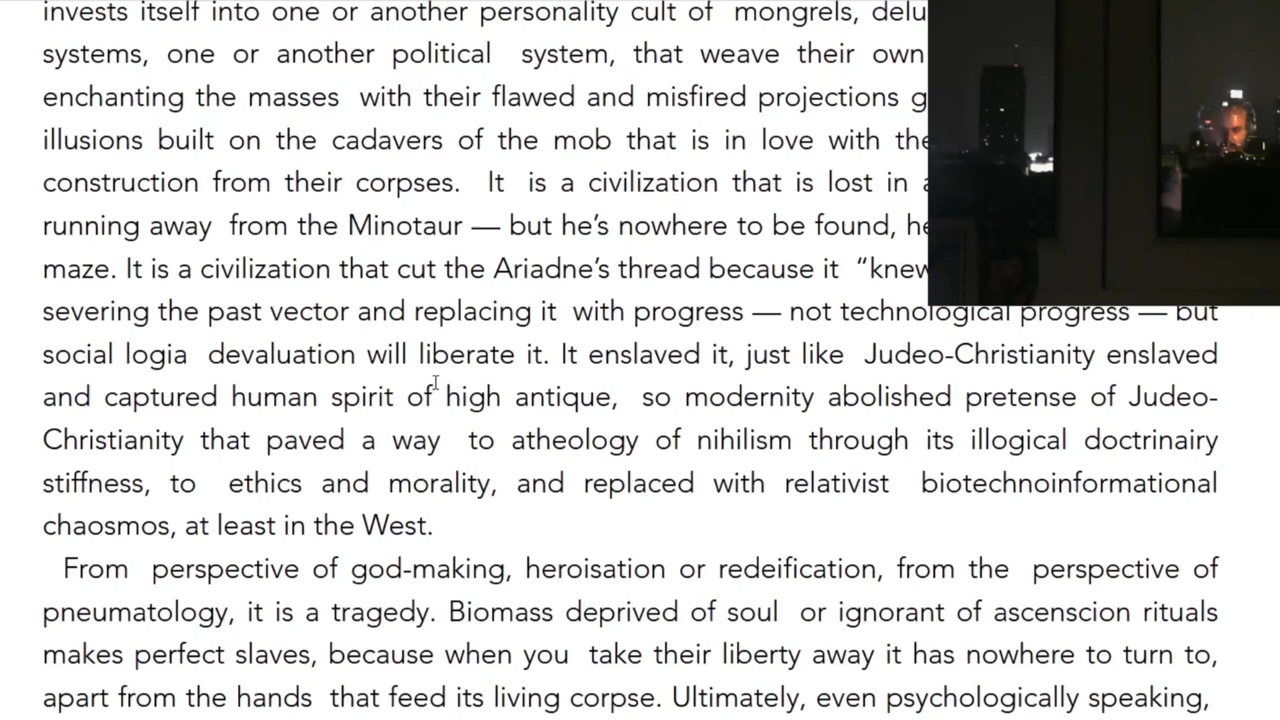 invests itself into one or another personality cult of mongrels,
systems, one or another political system, that weave their own
enchanting the masses with their flawed and misfired projections
illusions built on the cadavers of the mob that is in love with
construction from their corpses. It is a civilization that is lost in
running away from the Minotaur — but he's nowhere to be found,
maze. It is a civilization that cut the Ariadne's thread because it “knew
severing the past vector and replacing it with progress — not technological progress — but
social logia devaluation will liberate it. It enslaved it, just like Judeo-Christianity enslaved
and captured human spirit of high antique, so modernity abolished pretense of Judeo-
Christianity that paved a way to atheology of nihilism through its illogical doctrinairy
stiffness, to ethics and morality, and replaced with relativist biotechnoinformational
chaosmos, at least in the West.
From perspective of god-making, heroisation or redeification, from the perspective of
pneumatology, it is a tragedy. Biomass deprived of soul or ignorant of ascenscion rituals
makes perfect slaves, because when you take their liberty away it has nowhere to turn to,
apart from the hands that feed its living corpse. Ultimately, even psychologically speaking,